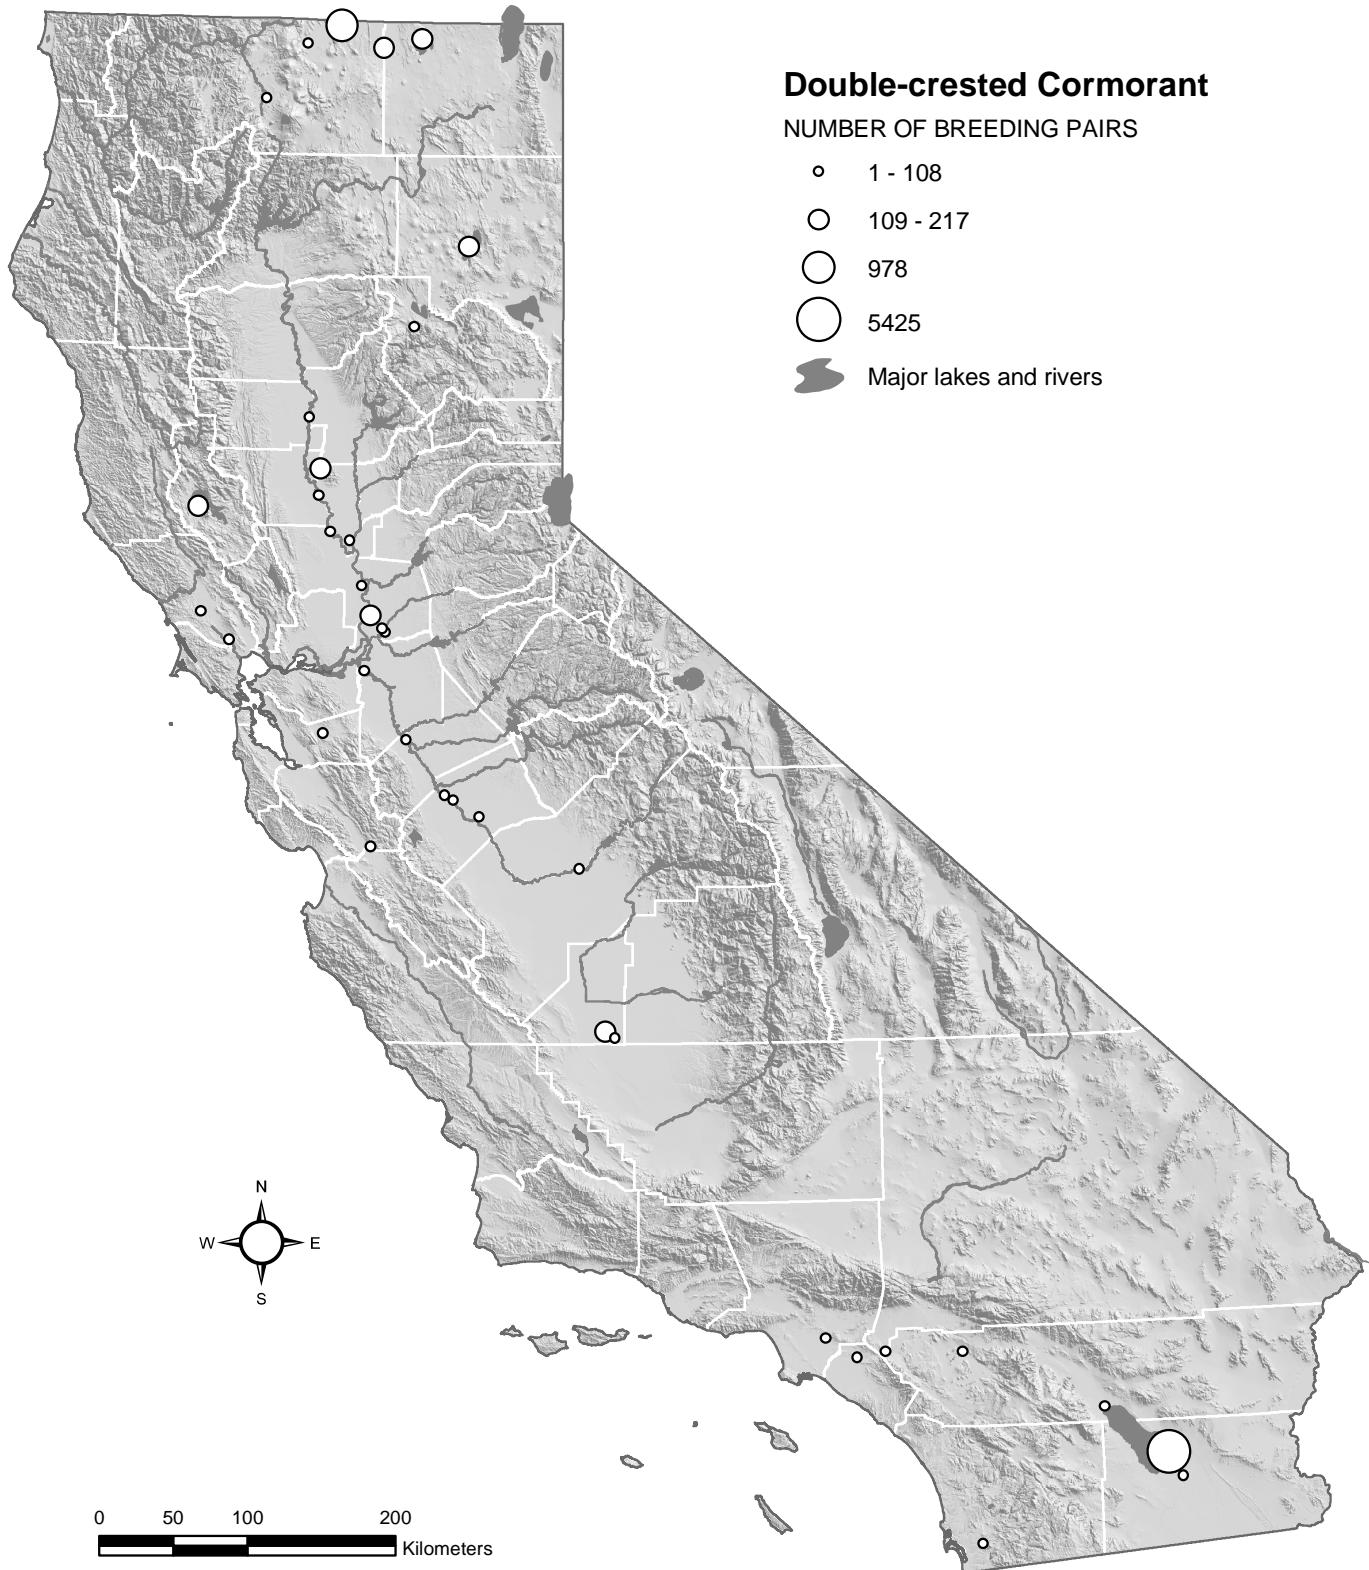 Double-crested Cormorant
NUMBER OF BREEDING PAIRS
1 - 108
109 - 217
978
5425
Major lakes and rivers
N
W E
S
0 50 100 200
Kilometers